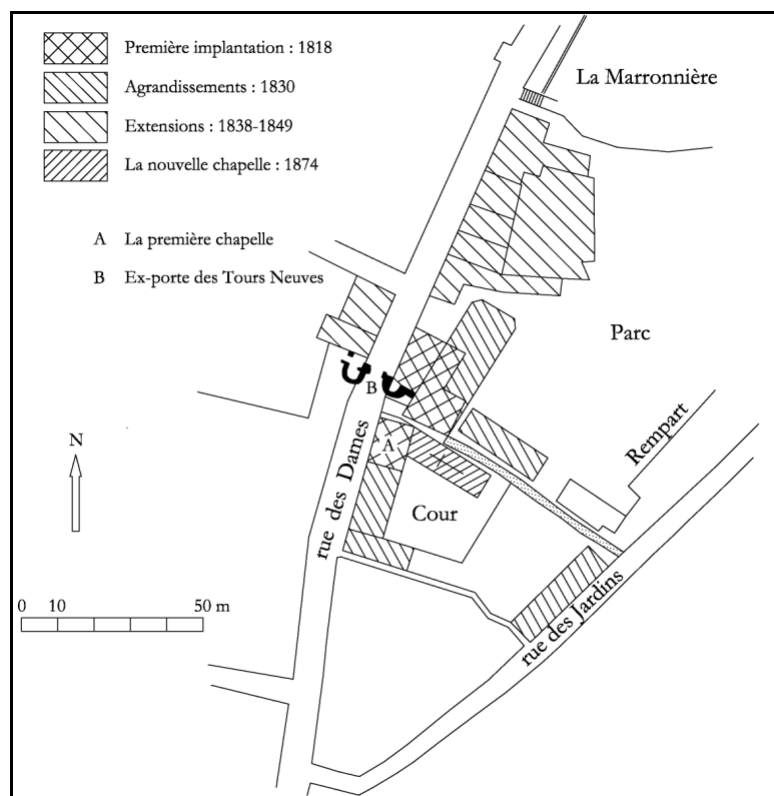 Première implantation : 1818
Agrandissements : 1830
Extensions : 1838-1849
La nouvelle chapelle : 1874
A La première chapelle
B Ex-porte des Tours Neuves
La Marronnière
Parc
B
Rempart
N
A
rue des Dames
Cour
0 10 50 m
rue des Jardins